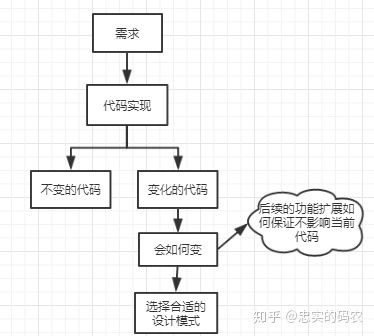 需求
代码实现
不变的代码
变化的代码
后续的功能扩展如
何保证不影响当前
代码
会如何变
选择合适的
设计模式
知乎 @忠实的码农